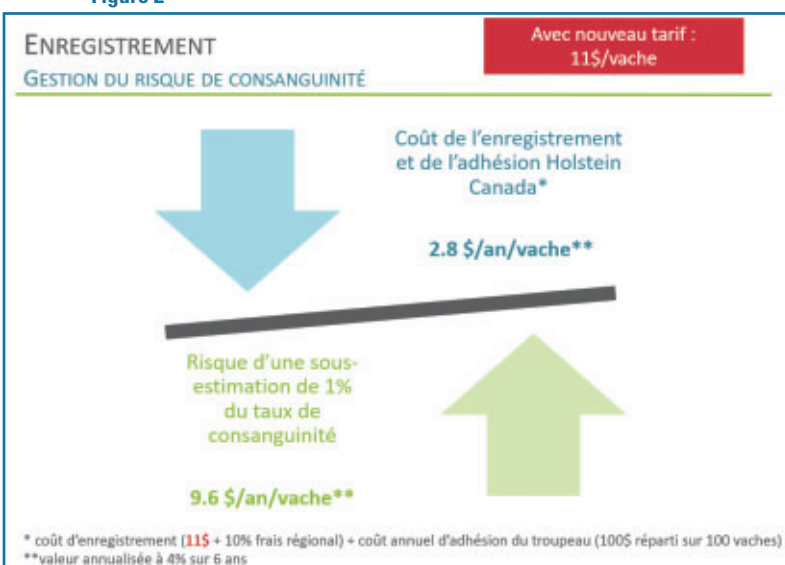 Figure 2
ENREGISTREMENT
GESTION DU RISQUE DE CONSANGUINITÉ
Avec nouveau tarif :
11$/vache
Coût de l'enregistrement
et de l'adhésion Holstein
Canada*
2.8 $/an/vache**
Risque d'une sous-
estimation de 1%
du taux de
consanguinité
9.6 $/an/vache**
* coût d'enregistrement (11$ + 10% frais régional) + coût annuel d'adhésion du troupeau (100$ réparti sur 100 vaches)
**valeur annualisée à 4% sur 6 ans